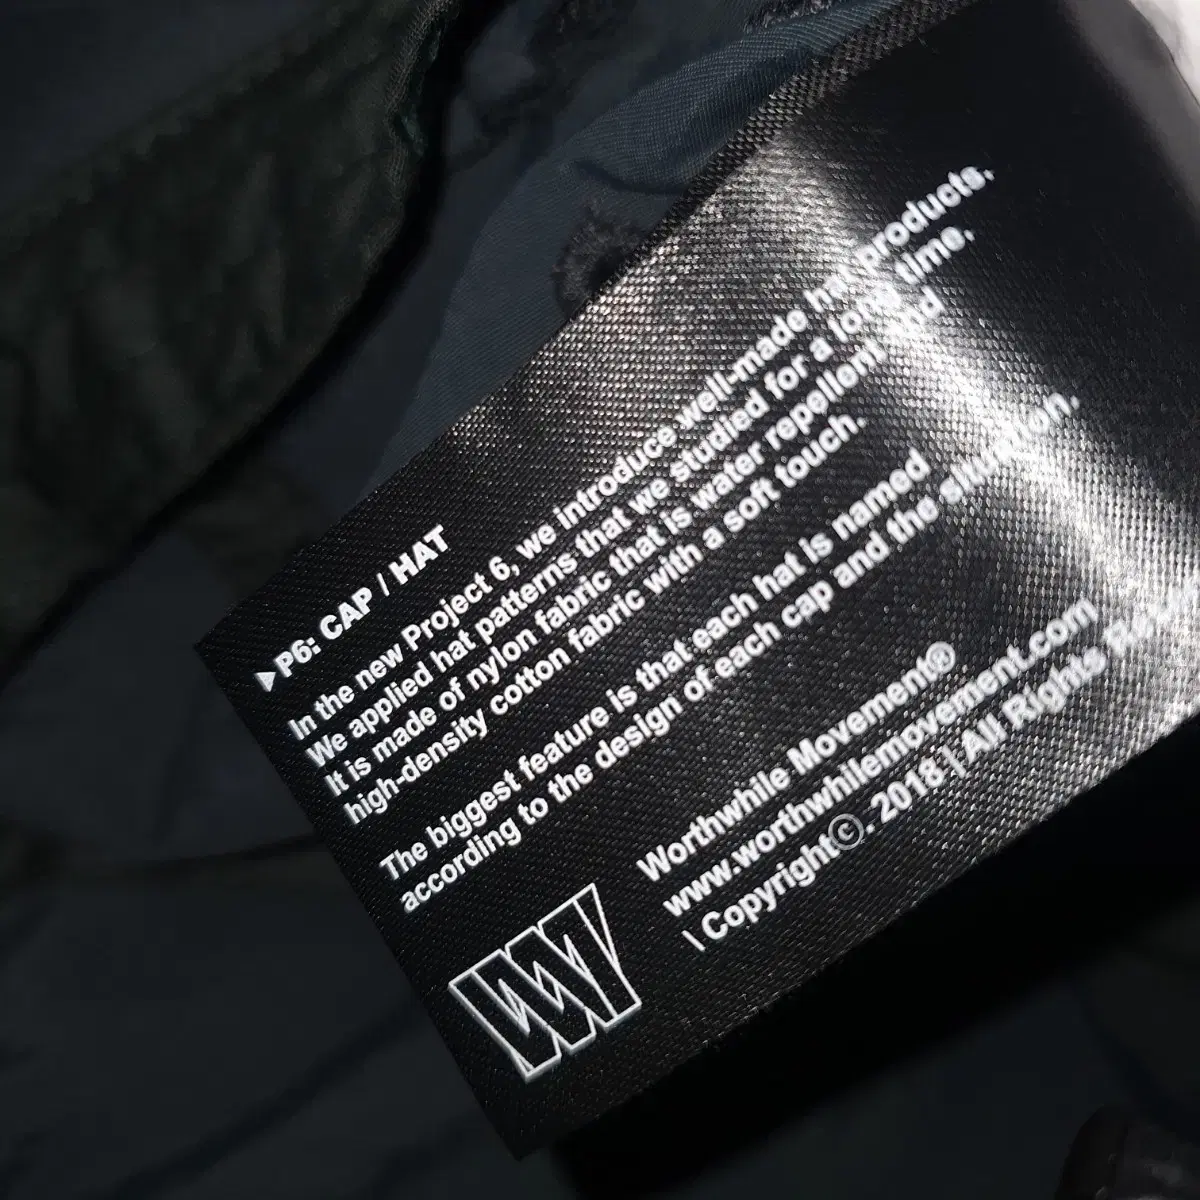 ▶P6: CAP / HAT
In the new Project 6, we introduce well-made hat products.
We applied hat patterns that we studied for a long time.
It is made of nylon fabric that is water repellent and
high-density cotton fabric with a soft touch.
The biggest feature is that each hat is named
according to the design of each cap and the situation.
Worthwhile Movement®
www.worthwhilemovement.com
\ Copyright©. 2018 | All Rights